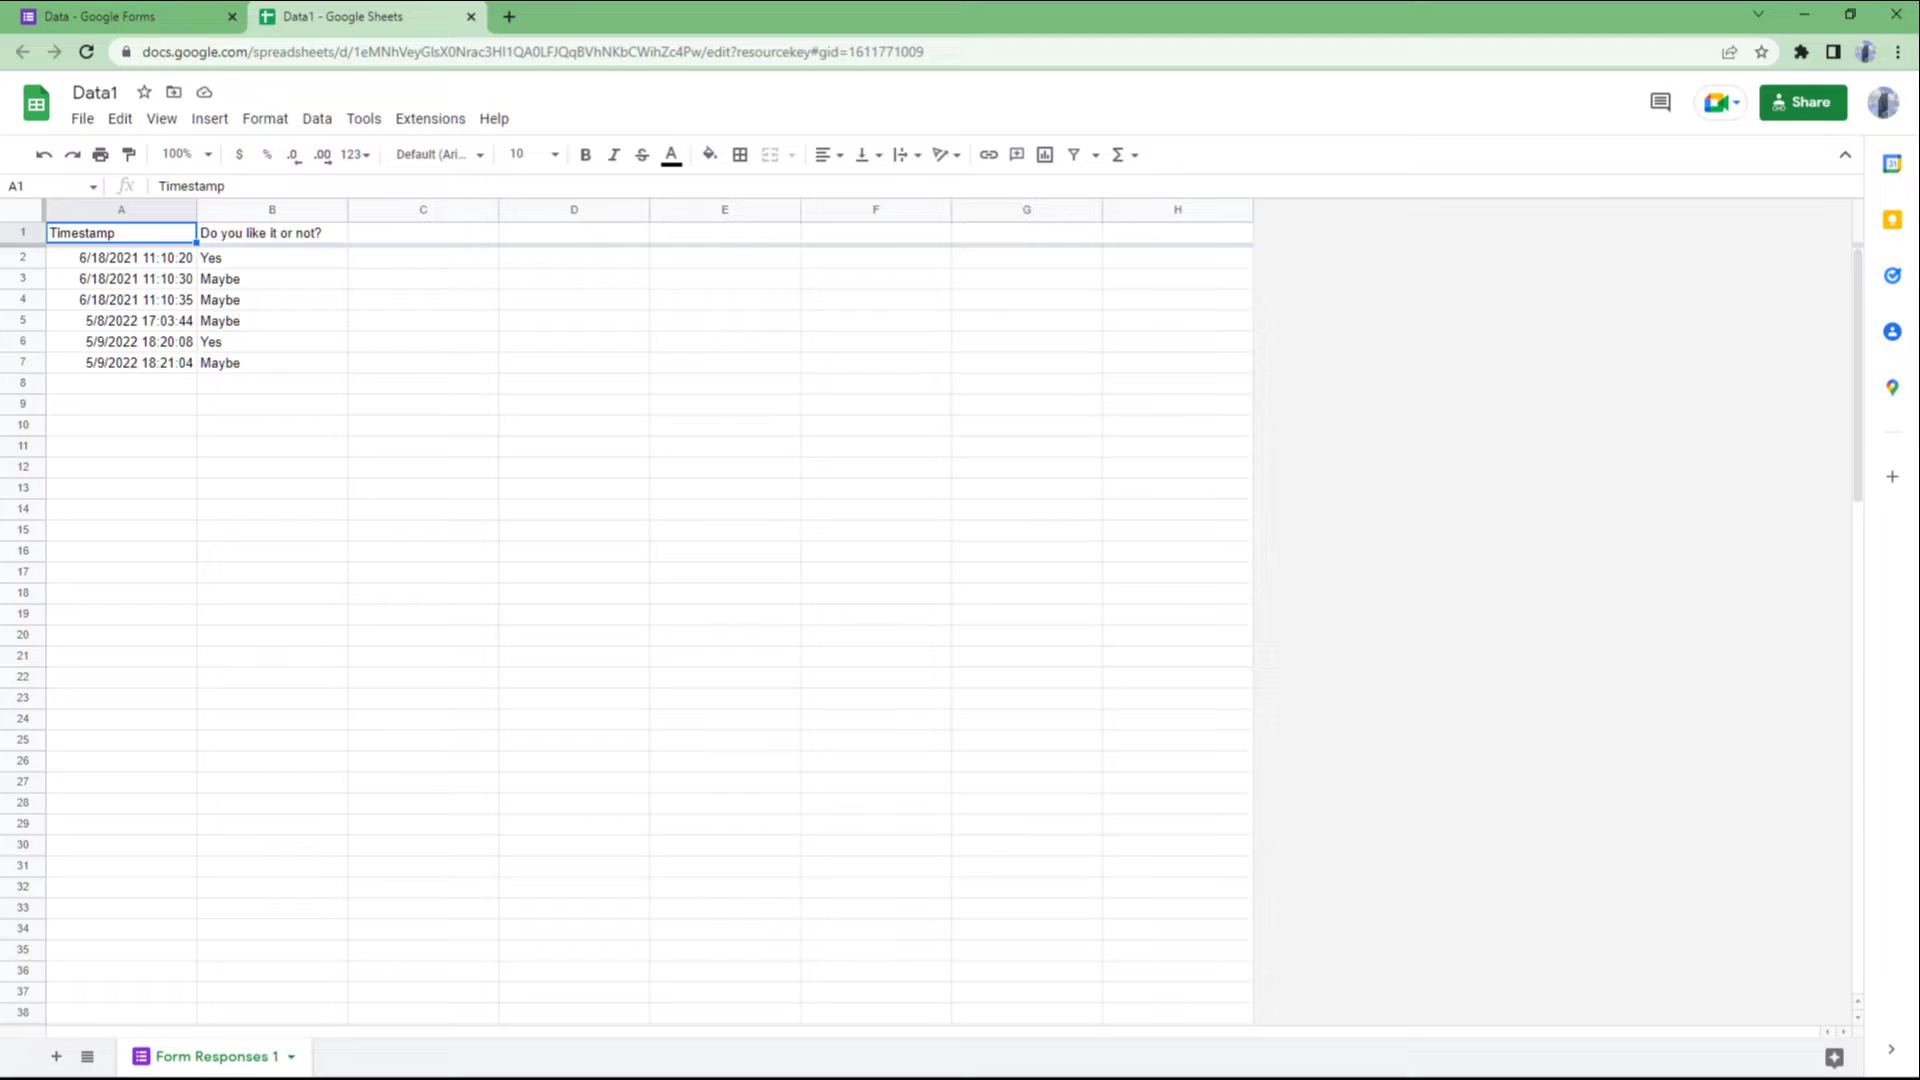 Data - Google Forms
Data1 - Google Sheets
docs.google.com/spreadsheets/d/1eMNhVeyGIsX0Nrac3HI1QA0LFJQqBVhNKbCWihZc4Pw/edit?resourcekey#gid=1611771009
Data1
File Edit View Insert Format Data Tools Extensions Help
Share
100% $ % .0 .00 123 Default (Ari... 10 B I S A
31
A1 fx Timestamp
A B C D E F G H
1 Timestamp Do you like it or not?
2 6/18/2021 11:10:20 Yes
3 6/18/2021 11:10:30 Maybe
4 6/18/2021 11:10:35 Maybe
5 5/8/2022 17:03:44 Maybe
6 5/9/2022 18:20:08 Yes
7 5/9/2022 18:21:04 Maybe
8
9
10
11
12
13
14
15
16
17
18
19
20
21
22
23
24
25
26
27
28
29
30
31
32
33
34
35
36
37
38
Form Responses 1